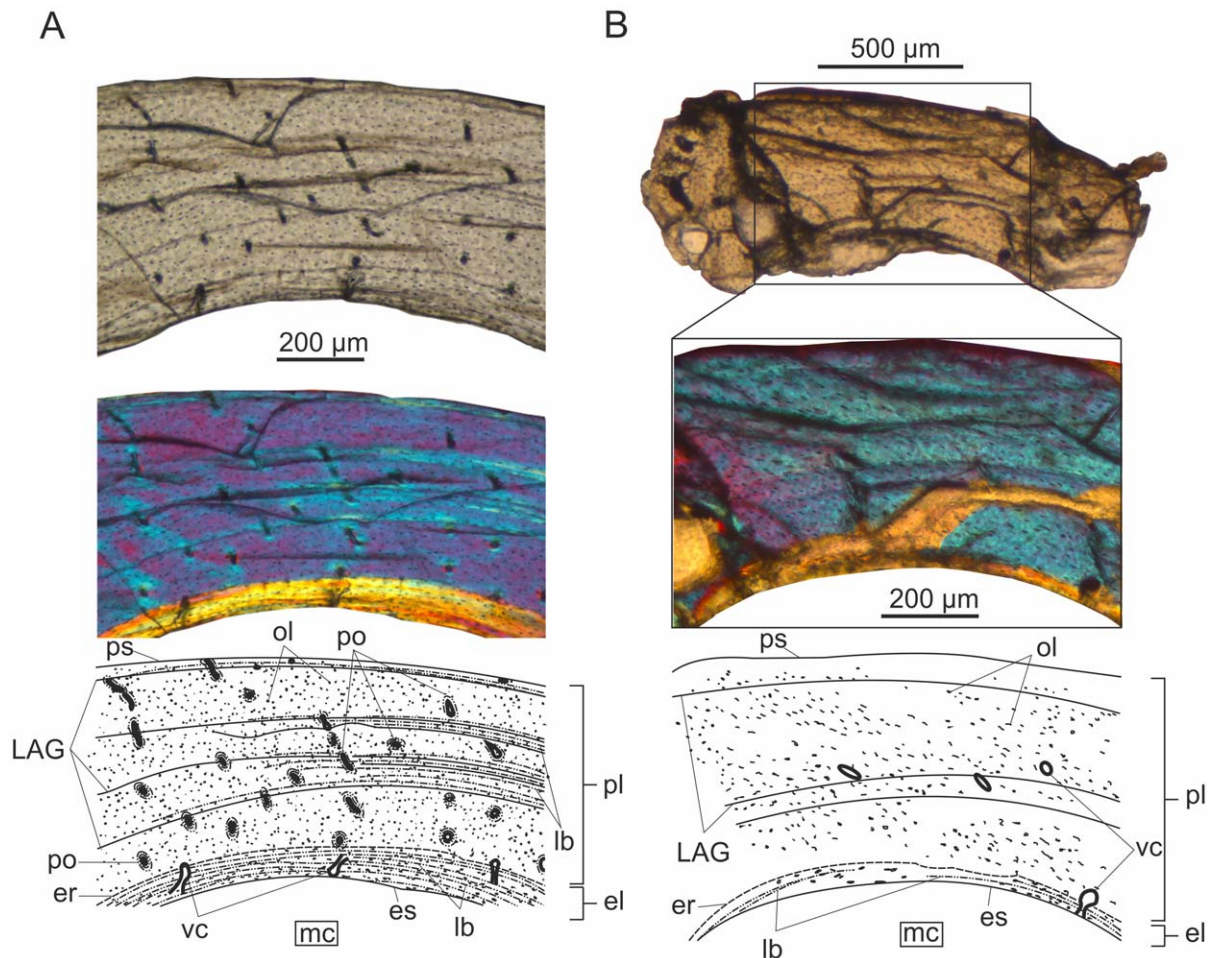 A
B
500 µm
200 µm
200 µm
ps
ol
po
LAG
pl
lb
po
er
el
vc
es
lb
mc
ps
ol
pl
LAG
vc
er
es
lb
mc
el